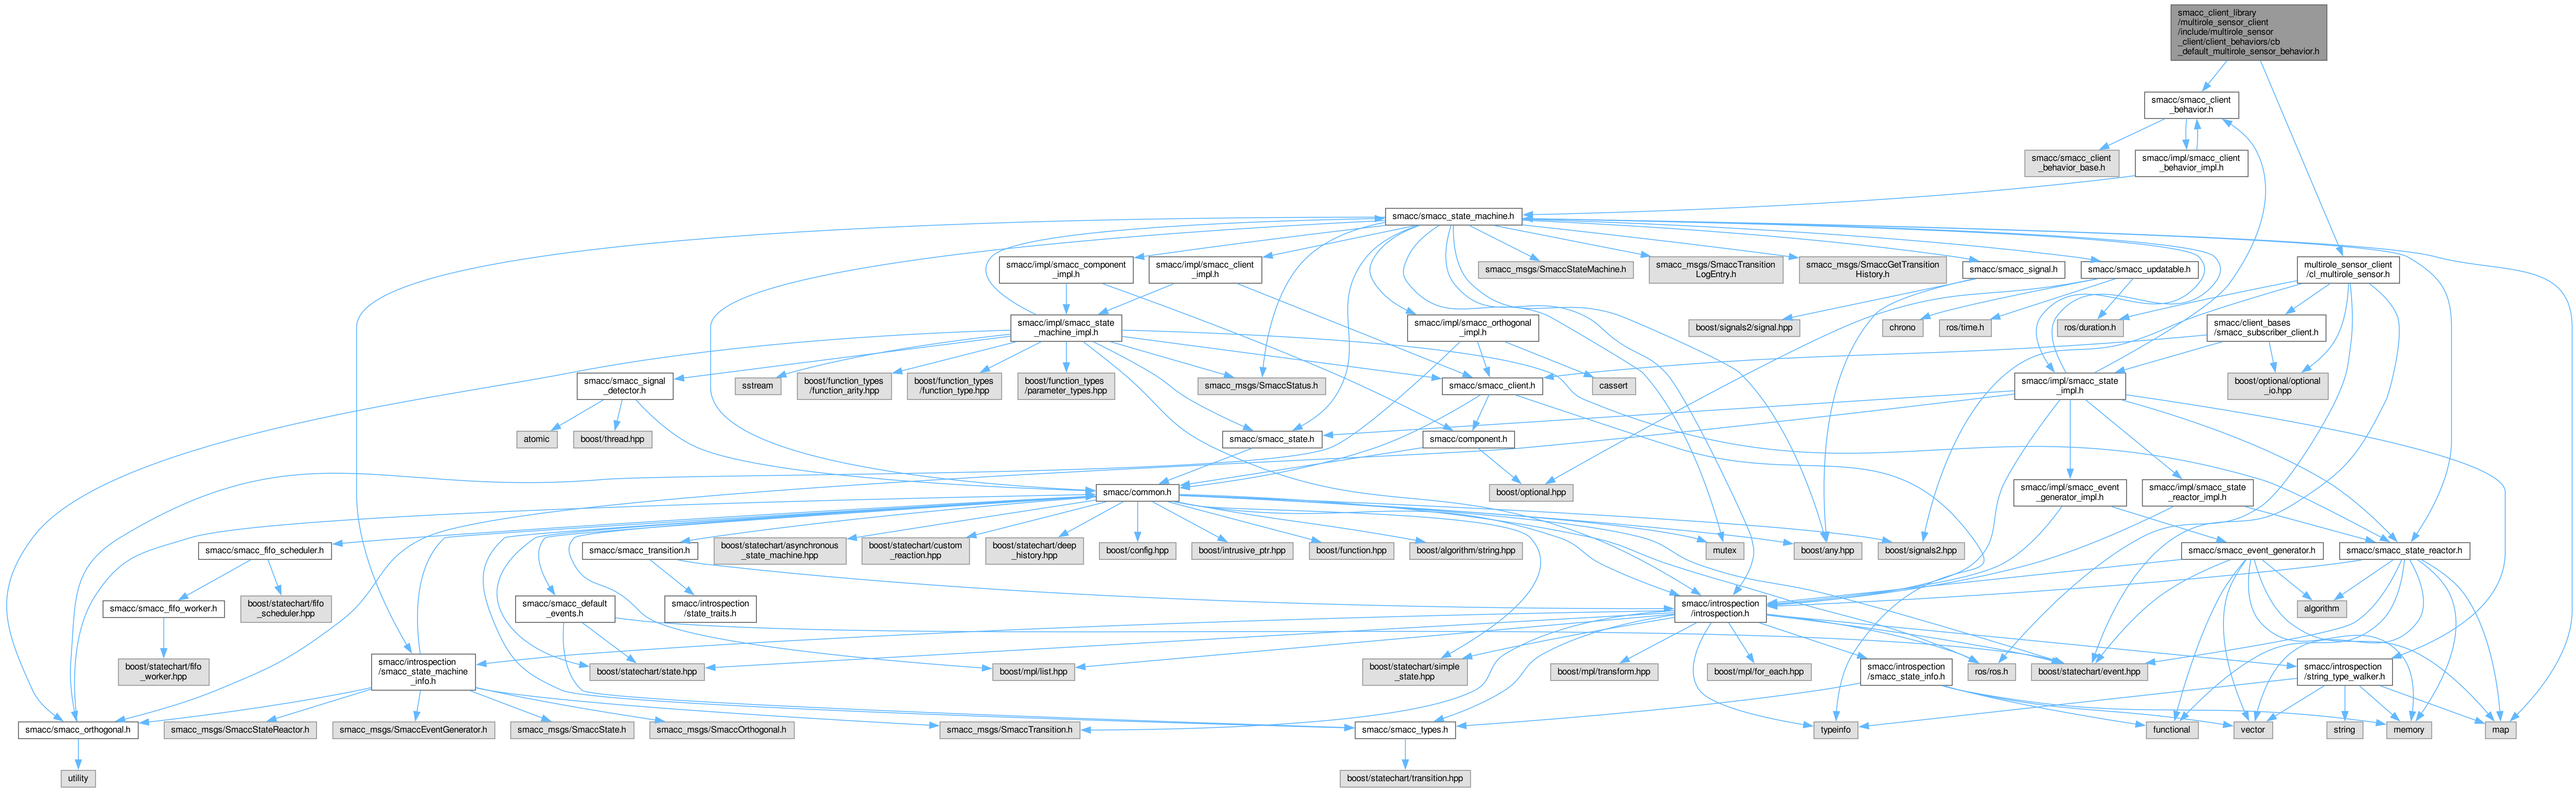 smacc_client_library
/multirole_sensor_client
/include/multirole_sensor
_client/client_behaviors/cb
_default_multirole_sensor_behavior.h
smacc/smacc_client
_behavior.h
smacc/smacc_client
_behavior_base.h
smacc/impl/smacc_client
_behavior_impl.h
smacc/smacc_state_machine.h
smacc/impl/smacc_component
_impl.h
smacc/impl/smacc_client
_impl.h
smacc_msgs/SmaccStateMachine.h
smacc_msgs/SmaccTransition
LogEntry.h
smacc_msgs/SmaccGetTransition
History.h
smacc/smacc_signal.h
smacc/smacc_updatable.h
multirole_sensor_client
/cl_multirole_sensor.h
smacc/impl/smacc_state
_machine_impl.h
smacc/impl/smacc_orthogonal
_impl.h
boost/signals2/signal.hpp
chrono
ros/time.h
ros/duration.h
smacc/client_bases
/smacc_subscriber_client.h
smacc/smacc_signal
_detector.h
sstream
boost/function_types
/function_arity.hpp
boost/function_types
/function_type.hpp
boost/function_types
/parameter_types.hpp
smacc_msgs/SmaccStatus.h
smacc/smacc_client.h
cassert
smacc/impl/smacc_state
_impl.h
boost/optional/optional
_io.hpp
atomic
boost/thread.hpp
smacc/smacc_state.h
smacc/component.h
smacc/common.h
boost/optional.hpp
smacc/impl/smacc_event
_generator_impl.h
smacc/impl/smacc_state
_reactor_impl.h
smacc/smacc_fifo_scheduler.h
smacc/smacc_transition.h
boost/statechart/asynchronous
_state_machine.hpp
boost/statechart/custom
_reaction.hpp
boost/statechart/deep
_history.hpp
boost/config.hpp
boost/intrusive_ptr.hpp
boost/function.hpp
boost/algorithm/string.hpp
mutex
boost/any.hpp
boost/signals2.hpp
smacc/smacc_event_generator.h
smacc/smacc_state_reactor.h
smacc/smacc_fifo_worker.h
boost/statechart/fifo
_scheduler.hpp
smacc/smacc_default
_events.h
smacc/introspection
/state_traits.h
smacc/introspection
/introspection.h
algorithm
boost/statechart/fifo
_worker.hpp
smacc/introspection
/smacc_state_machine
_info.h
boost/statechart/state.hpp
boost/mpl/list.hpp
boost/statechart/simple
_state.hpp
boost/mpl/transform.hpp
boost/mpl/for_each.hpp
smacc/introspection
/smacc_state_info.h
ros/ros.h
boost/statechart/event.hpp
smacc/introspection
/string_type_walker.h
smacc/smacc_orthogonal.h
smacc_msgs/SmaccStateReactor.h
smacc_msgs/SmaccEventGenerator.h
smacc_msgs/SmaccState.h
smacc_msgs/SmaccOrthogonal.h
smacc_msgs/SmaccTransition.h
smacc/smacc_types.h
typeinfo
functional
vector
string
memory
map
utility
boost/statechart/transition.hpp